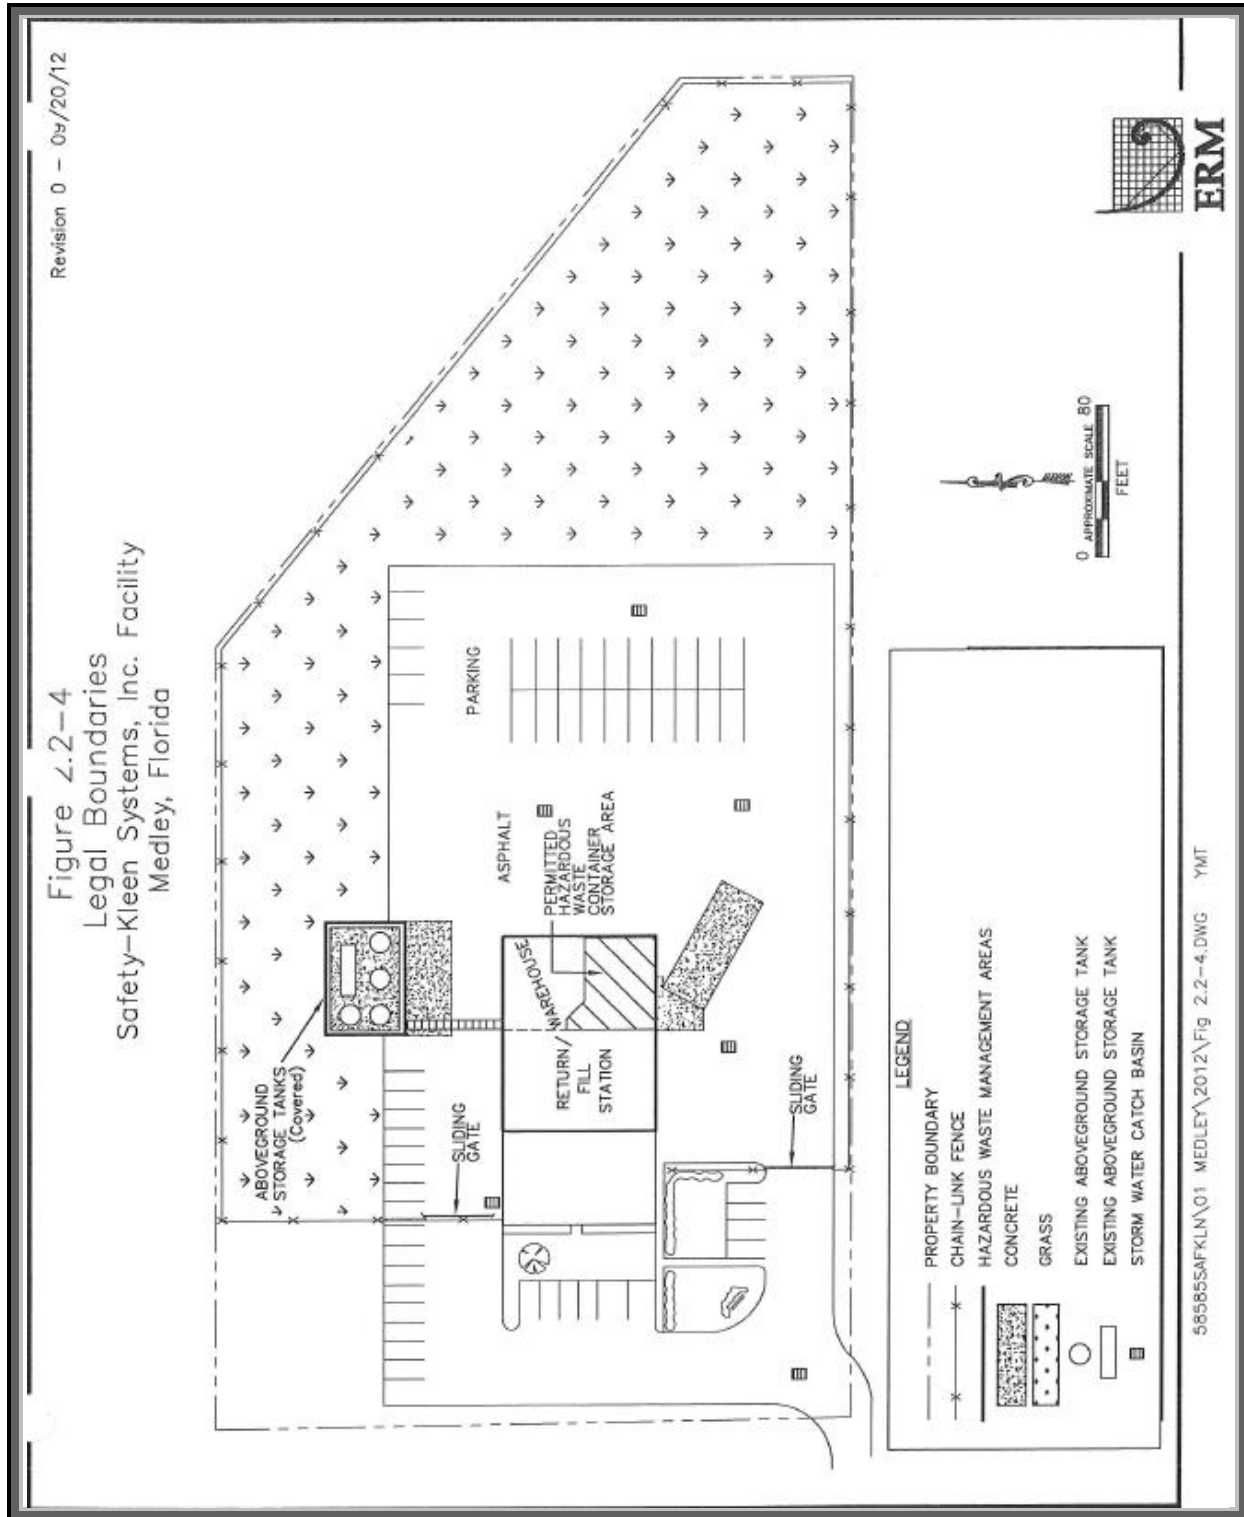 Revision 0 – 09/20/12
Figure 2.2–4
Legal Boundaries
Safety–Kleen Systems, Inc. Facility
Medley, Florida
ABOVEGROUND
STORAGE TANKS
(Covered)
SLIDING
GATE
ASPHALT
PARKING
RETURN/
FILL
STATION
WAREHOUSE
PERMITTED
HAZARDOUS
WASTE
CONTAINER
STORAGE AREA
SLIDING
GATE
LEGEND
PROPERTY BOUNDARY
CHAIN–LINK FENCE
HAZARDOUS WASTE MANAGEMENT AREAS
CONCRETE
GRASS
EXISTING ABOVEGROUND STORAGE TANK
EXISTING ABOVEGROUND STORAGE TANK
STORM WATER CATCH BASIN
0 APPROXIMATE SCALE 80
FEET
58585SAFKLN\01 MEDLEY\2012\Fig 2.2–4.DWG YMT
ERM